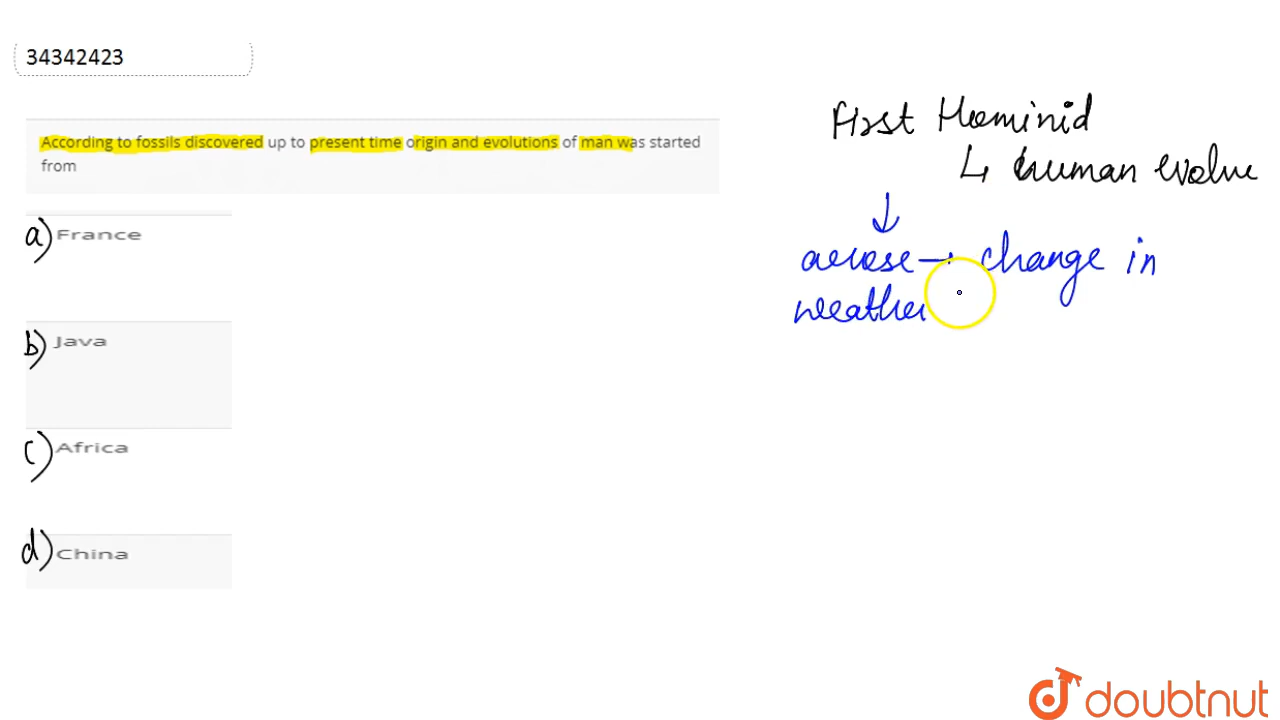 34342423
According to fossils discovered up to present time origin and evolutions of man was started
from
a) France
b) Java
c) Africa
d) China
First Hominid
↳ human evolve
↓
arose → change in
weather
doubtnut